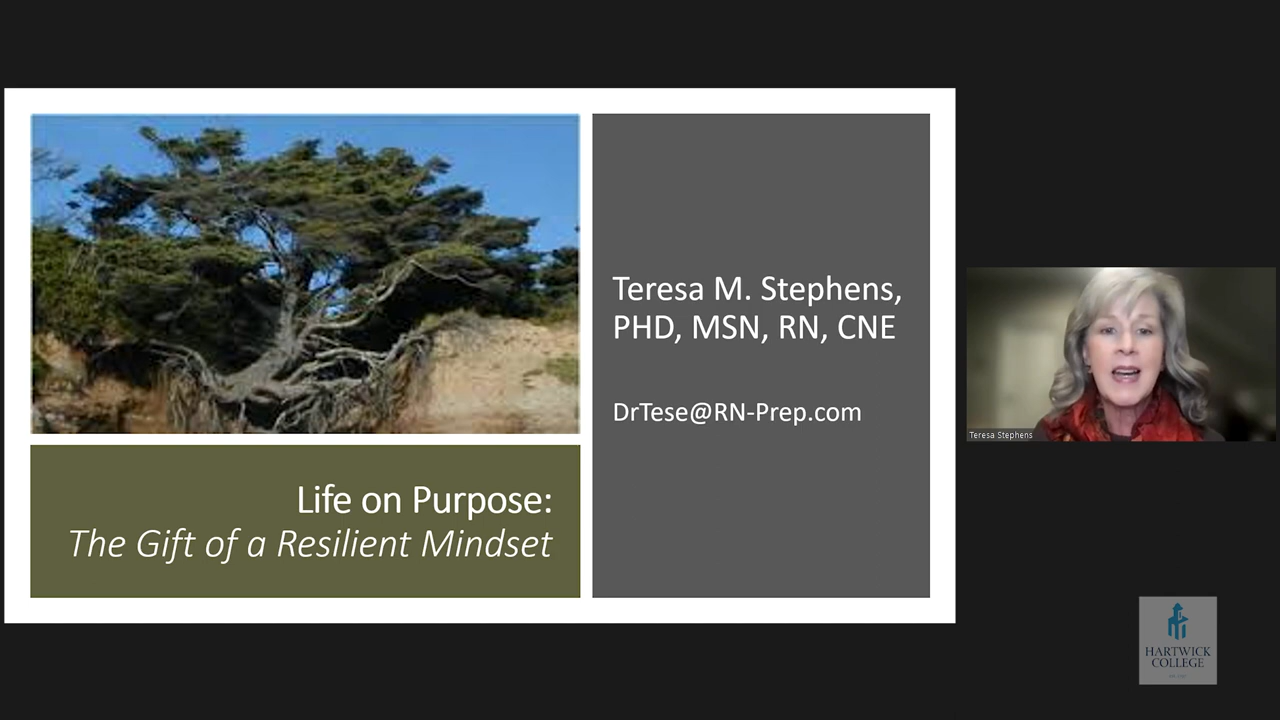 Teresa M. Stephens,
PHD, MSN, RN, CNE
DrTese@RN-Prep.com
Life on Purpose:
The Gift of a Resilient Mindset
Teresa Stephens
HARTWICK
COLLEGE